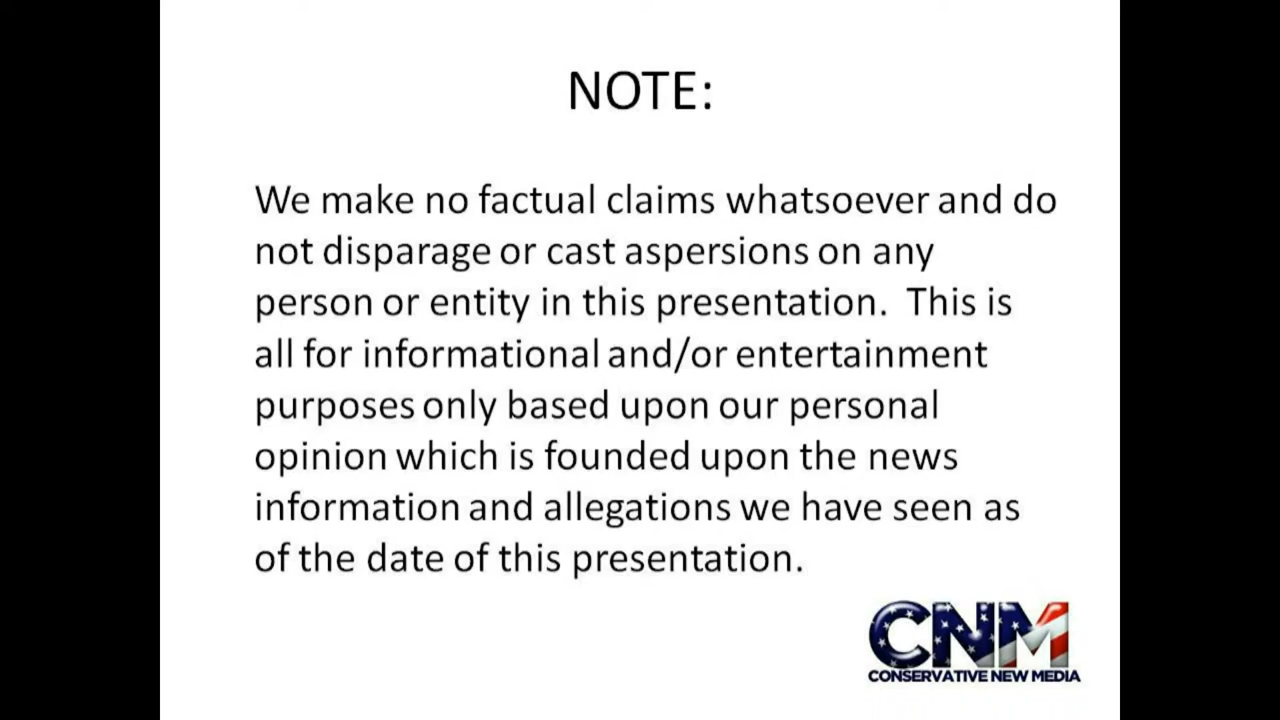 NOTE:
We make no factual claims whatsoever and do
not disparage or cast aspersions on any
person or entity in this presentation.  This is
all for informational and/or entertainment
purposes only based upon our personal
opinion which is founded upon the news
information and allegations we have seen as
of the date of this presentation.
CNM
CONSERVATIVE NEW MEDIA